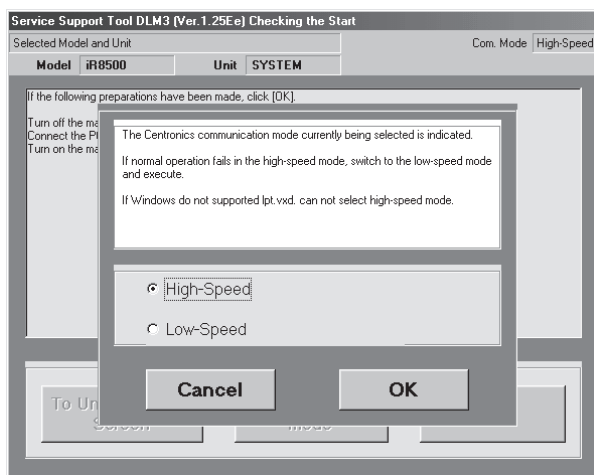 Service Support Tool DLM3 (Ver.1.25Ee) Checking the Start
Selected Model and Unit
Com. Mode High-Speed
Model iR8500 Unit SYSTEM
If the following preparations have been made, click [OK].
Turn off the ma
Connect the
Turn on the ma
The Centronics communication mode currently being selected is indicated.
If normal operation fails in the high-speed mode, switch to the low-speed mode
and execute.
If Windows do not supported lpt.vxd. can not select high-speed mode.
High-Speed
Low-Speed
Cancel OK
To Un